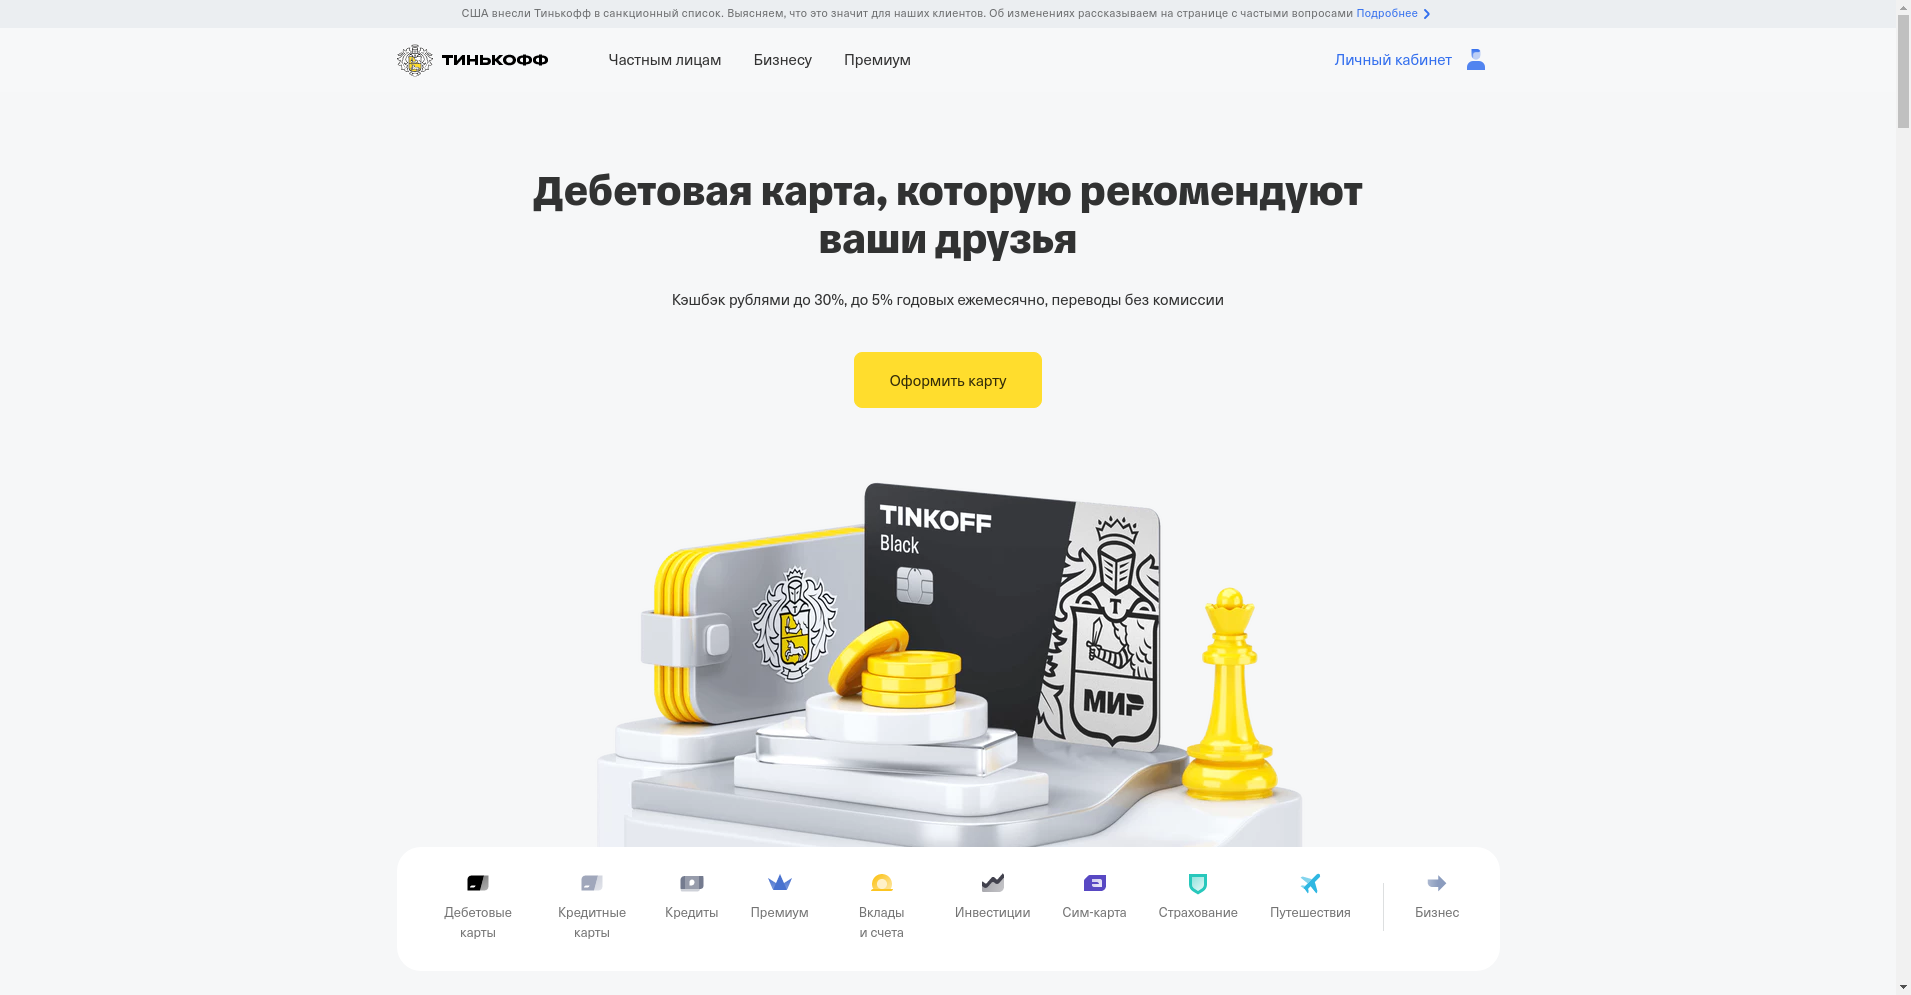 США внесли Тинькофф в санкционный список. Выясняем, что это значит для наших клиентов. Об изменениях рассказываем на странице с частыми вопросами Подробнее
ТИНЬКОФФ
Частным лицам
Бизнесу
Премиум
Личный кабинет
Дебетовая карта, которую рекомендуют
ваши друзья
Кэшбэк рублями до 30%, до 5% годовых ежемесячно, переводы без комиссии
Оформить карту
TINKOFF
Black
T
T
МИР
Дебетовые
карты
Кредитные
карты
Кредиты
Премиум
Вклады
и счета
Инвестиции
Сим-карта
Страхование
Путешествия
Бизнес